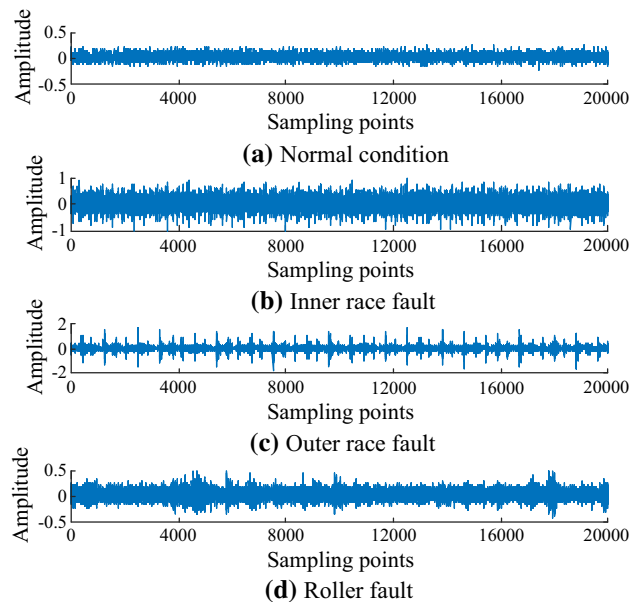 Amplitude
0.5
0
-0.5
0 4000 8000 12000 16000 20000
Sampling points
(a) Normal condition
Amplitude
1
0
-1
0 4000 8000 12000 16000 20000
Sampling points
(b) Inner race fault
Amplitude
2
0
-2
0 4000 8000 12000 16000 20000
Sampling points
(c) Outer race fault
Amplitude
0.5
0
-0.5
0 4000 8000 12000 16000 20000
Sampling points
(d) Roller fault